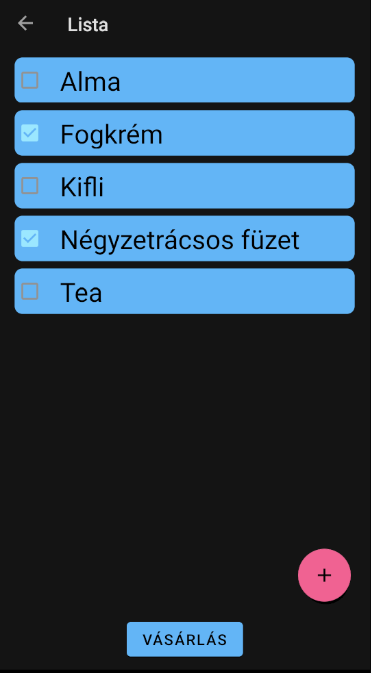 Lista
Alma
Fogkrém
Kifli
Négyzetrácsos füzet
Tea
+
VÁSÁRLÁS